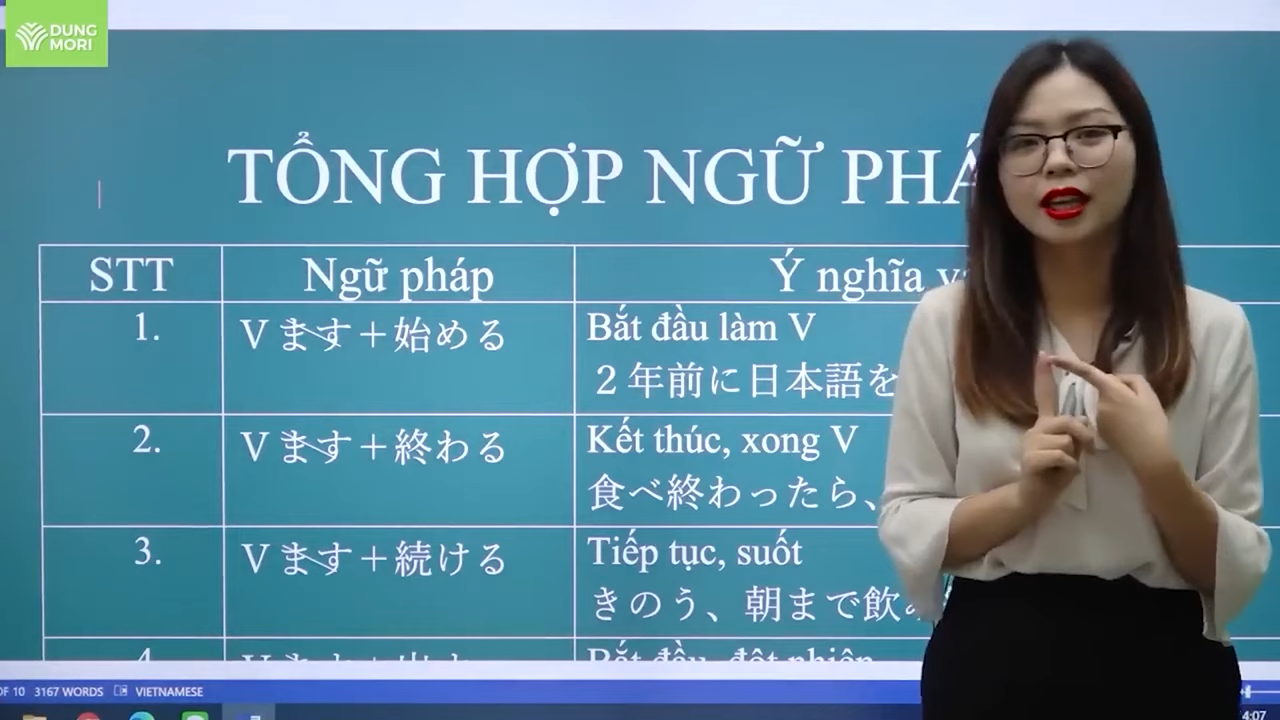 DUNG
MORI
TỔNG HỢP NGỮ
STT
Ngữ pháp
Ý nghĩa
1.
Vます＋始める
Bắt đầu làm V
２年前に日本語を
2.
Vます＋終わる
Kết thúc, xong V
食べ終わったら、
3.
Vます＋続ける
Tiếp tục, suốt
きのう、朝まで飲み
OF 10 3167 WORDS VIETNAMESE
4:07